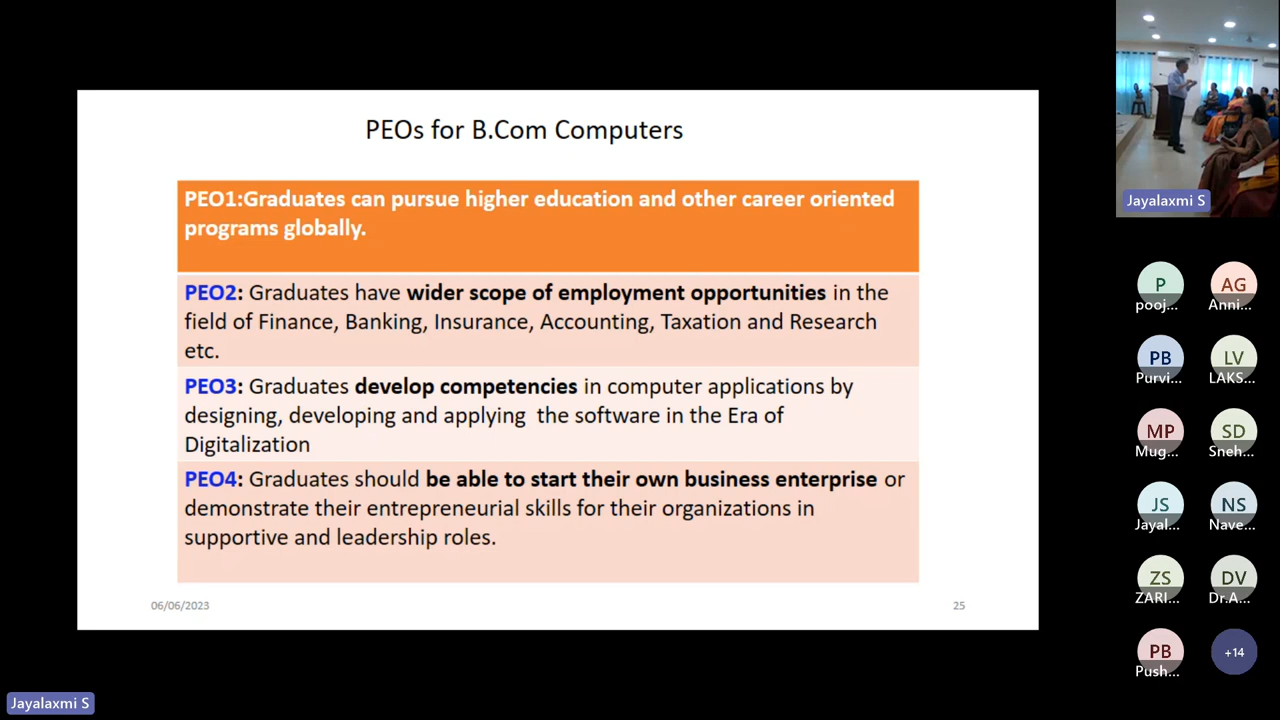 PEOs for B.Com Computers
PEO1:Graduates can pursue higher education and other career oriented
programs globally.
PEO2: Graduates have wider scope of employment opportunities in the
field of Finance, Banking, Insurance, Accounting, Taxation and Research
etc.
PEO3: Graduates develop competencies in computer applications by
designing, developing and applying the software in the Era of
Digitalization
PEO4: Graduates should be able to start their own business enterprise or
demonstrate their entrepreneurial skills for their organizations in
supportive and leadership roles.
06/06/2023
25
Jayalaxmi S
Jayalaxmi S
P
pooj...
AG
Anni...
PB
Purvi...
LV
LAKS...
MP
Mug...
SD
Sneh...
JS
Jayal...
NS
Nave...
ZS
ZARI...
DV
Dr.A...
PB
Push...
+14